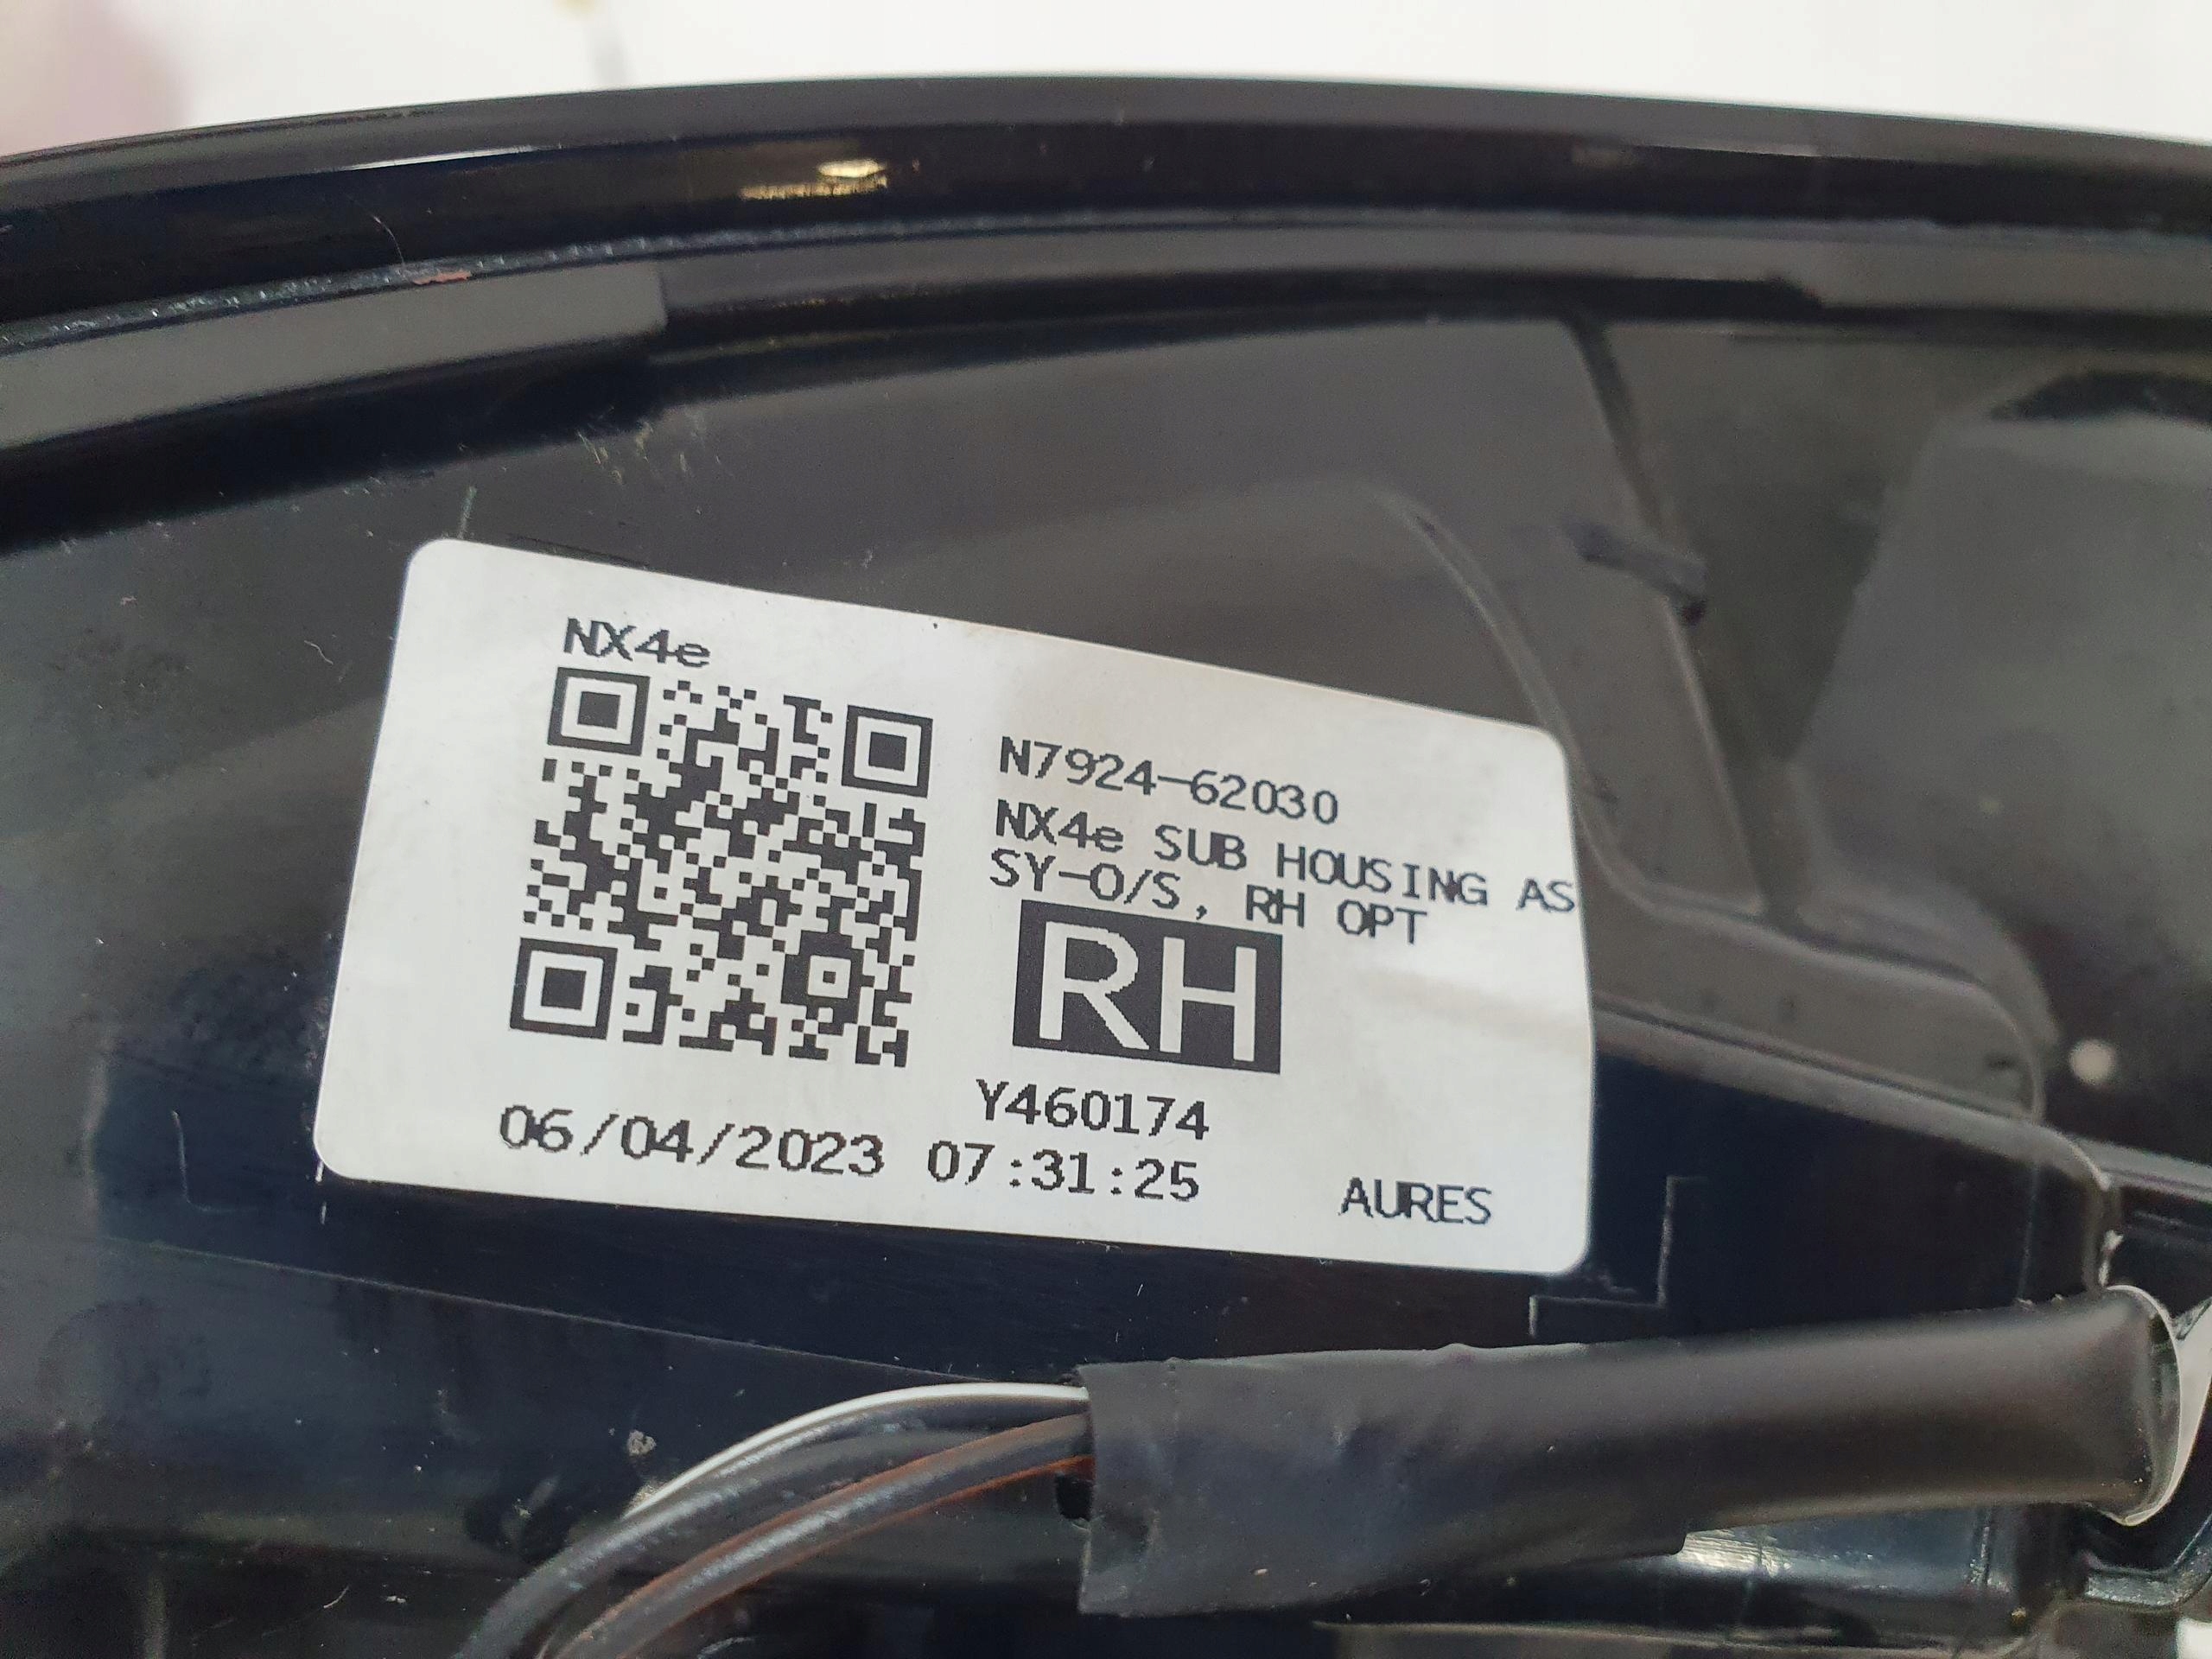 NX4e
N7924-62030
NX4e SUB HOUSING AS
SY-O/S, RH OPT
RH
Y460174
06/04/2023 07:31:25
AURES